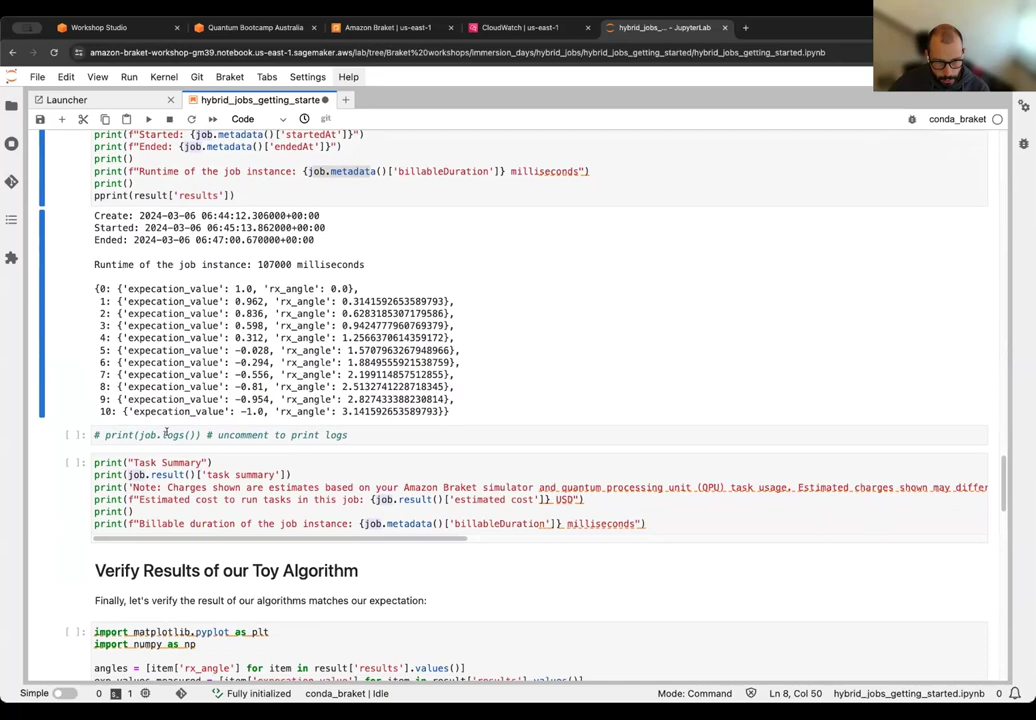 Workshop Studio
Quantum Bootcamp Australia
Amazon Braket | us-east-1
CloudWatch | us-east-1
hybrid_jobs_... - JupyterLab
amazon-braket-workshop-gm39.notebook.us-east-1.sagemaker.aws/lab/tree/Braket%20workshops/immersion_days/hybrid_jobs/hybrid_jobs_getting_started/hybrid_jobs_getting_started.ipynb
File Edit View Run Kernel Git Braket Tabs Settings Help
Launcher
hybrid_jobs_getting_starte
Code
conda_braket
print(f"Started: {job.metadata()['startedAt']}")
print(f"Ended: {job.metadata()['endedAt']}")
print()
print(f"Runtime of the job instance: {job.metadata()['billableDuration']} milliseconds")
print()
pprint(result['results'])
Create: 2024-03-06 06:44:12.306000+00:00
Started: 2024-03-06 06:45:13.862000+00:00
Ended: 2024-03-06 06:47:00.670000+00:00
Runtime of the job instance: 107000 milliseconds
{0: {'expecation_value': 1.0, 'rx_angle': 0.0},
1: {'expecation_value': 0.962, 'rx_angle': 0.3141592653589793},
2: {'expecation_value': 0.836, 'rx_angle': 0.6283185307179586},
3: {'expecation_value': 0.598, 'rx_angle': 0.9424777960769379},
4: {'expecation_value': 0.312, 'rx_angle': 1.2566370614359172},
5: {'expecation_value': -0.028, 'rx_angle': 1.5707963267948966},
6: {'expecation_value': -0.294, 'rx_angle': 1.8849555921538759},
7: {'expecation_value': -0.556, 'rx_angle': 2.199114857512855},
8: {'expecation_value': -0.81, 'rx_angle': 2.5132741228718345},
9: {'expecation_value': -0.954, 'rx_angle': 2.827433388230814},
10: {'expecation_value': -1.0, 'rx_angle': 3.141592653589793}}
[ ]: # print(job.logs()) # uncomment to print logs
[ ]: print("Task Summary")
print(job.result()['task summary'])
print('Note: Charges shown are estimates based on your Amazon Braket simulator and quantum processing unit (QPU) task usage. Estimated charges shown may differ
print(f"Estimated cost to run tasks in this job: {job.result()['estimated cost']} USD")
print()
print(f"Billable duration of the job instance: {job.metadata()['billableDuration']} milliseconds")
Verify Results of our Toy Algorithm
Finally, let's verify the result of our algorithms matches our expectation:
[ ]: import matplotlib.pyplot as plt
import numpy as np
angles = [item['rx_angle'] for item in result['results'].values()]
exp_values_measured = [item['expecation_value'] for item in result['results'].values()]
Simple 0 1 Fully initialized conda_braket | Idle Mode: Command Ln 8, Col 50 hybrid_jobs_getting_started.ipynb 0